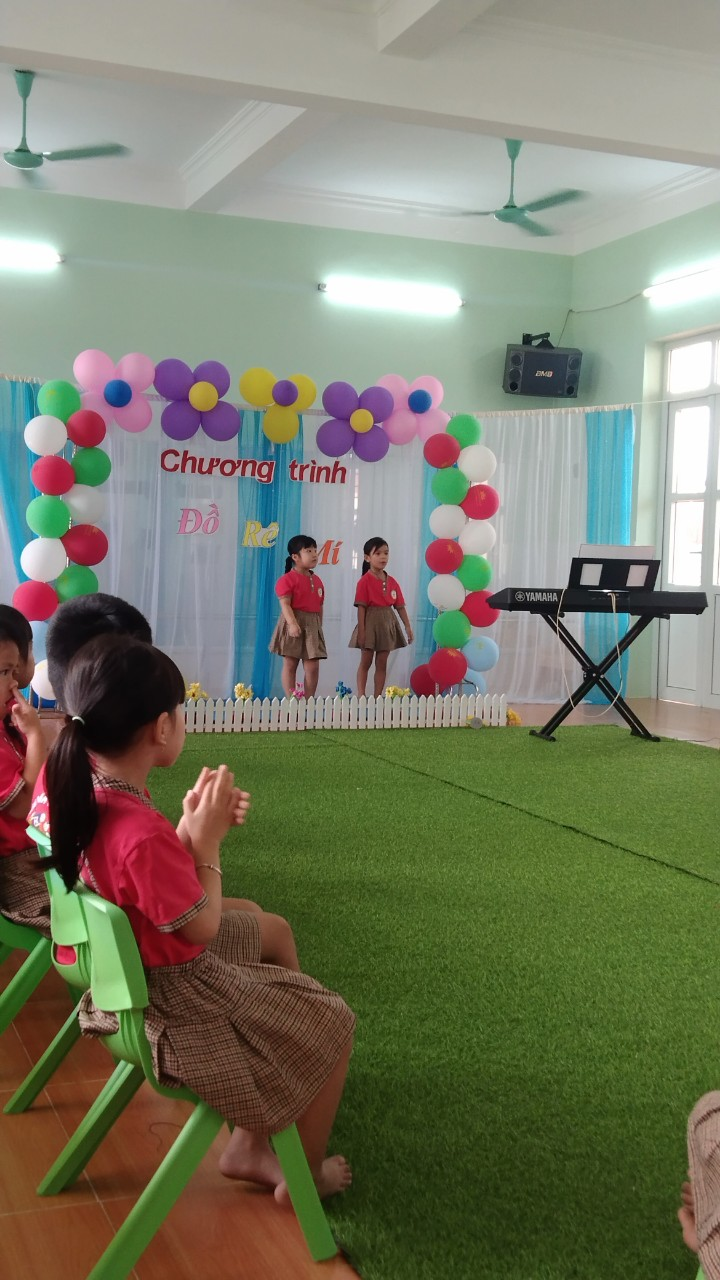 Chương trình
Đồ Rê Mí
BMB
YAMAHA